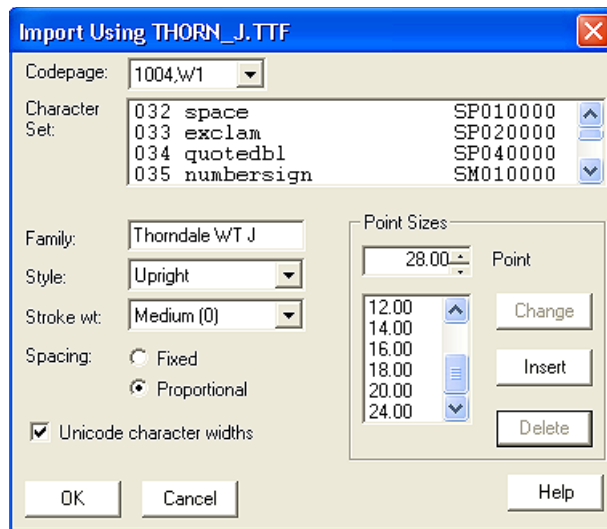 Import Using THORN_J.TTF
Codepage: 1004,W1
Character Set:
032 space SP010000
033 exclam SP020000
034 quotedbl SP040000
035 numbersign SM010000
Family: Thorndale WT J
Style: Upright
Stroke wt: Medium (0)
Spacing: Fixed
Proportional
Unicode character widths
Point Sizes
28.00 Point
12.00
14.00
16.00
18.00
20.00
24.00
Change
Insert
Delete
OK Cancel Help